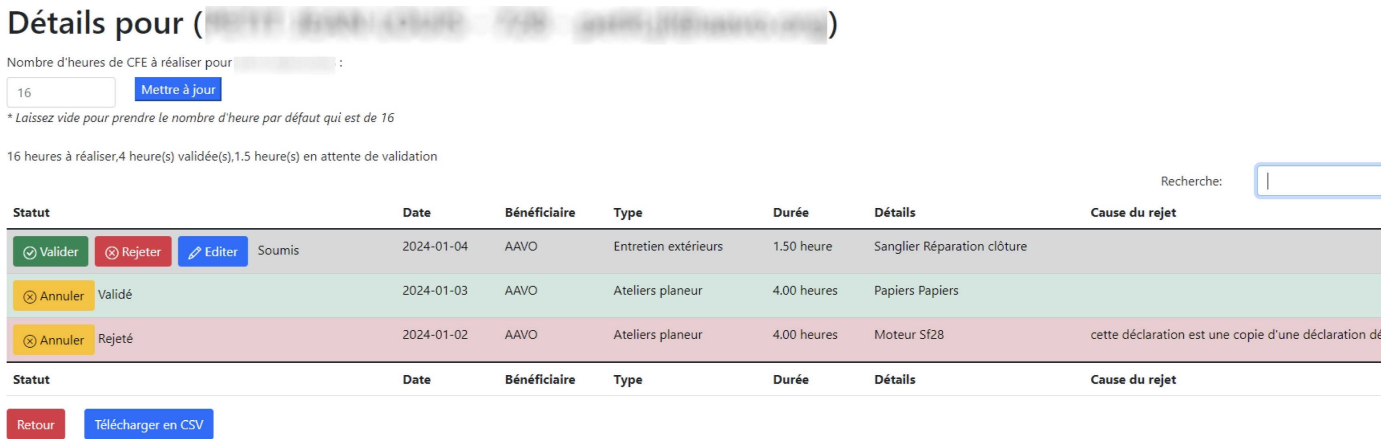 Détails pour ( )
Nombre d'heures de CFE à réaliser pour :
16 Mettre à jour
* Laissez vide pour prendre le nombre d'heure par défaut qui est de 16
16 heures à réaliser,4 heure(s) validée(s),1.5 heure(s) en attente de validation
Recherche:
Statut Date Bénéficiaire Type Durée Détails Cause du rejet
Valider Rejeter Editer Soumis 2024-01-04 AAVO Entretien extérieurs 1.50 heure Sanglier Réparation clôture
Annuler Validé 2024-01-03 AAVO Ateliers planeur 4.00 heures Papiers Papiers
Annuler Rejeté 2024-01-02 AAVO Ateliers planeur 4.00 heures Moteur Sf28 cette déclaration est une copie d'une déclaration
Statut Date Bénéficiaire Type Durée Détails Cause du rejet
Retour Télécharger en CSV